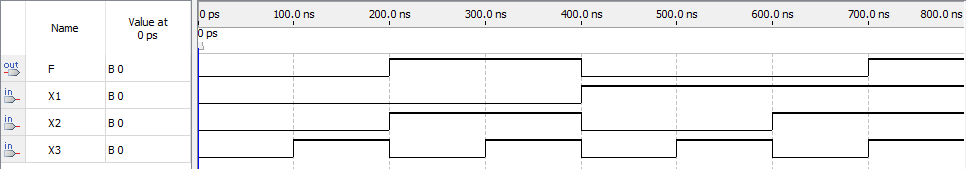 Name
Value at
0 ps
0 ps 100.0 ns 200.0 ns 300.0 ns 400.0 ns 500.0 ns 600.0 ns 700.0 ns 800.0 ns
0 ps
out F B 0
in X1 B 0
in X2 B 0
in X3 B 0